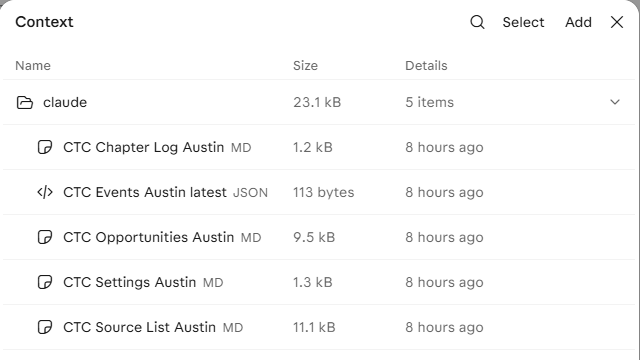 Context Select Add
Name Size Details
claude 23.1 kB 5 items
CTC Chapter Log Austin MD 1.2 kB 8 hours ago
CTC Events Austin latest JSON 113 bytes 8 hours ago
CTC Opportunities Austin MD 9.5 kB 8 hours ago
CTC Settings Austin MD 1.3 kB 8 hours ago
CTC Source List Austin MD 11.1 kB 8 hours ago